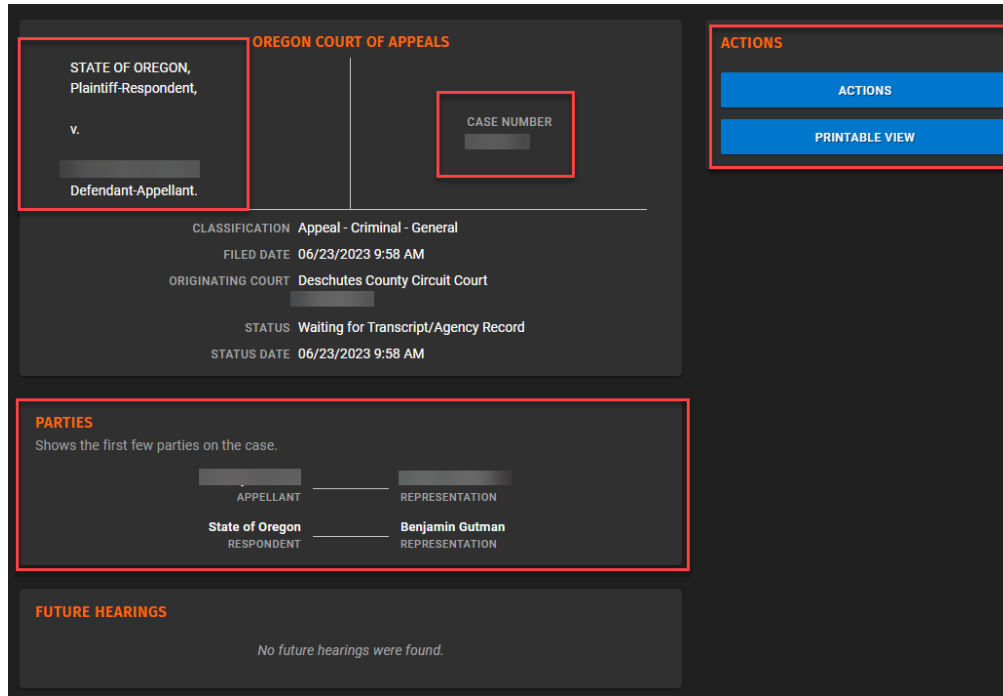 OREGON COURT OF APPEALS
STATE OF OREGON,
Plaintiff-Respondent,
v.
Defendant-Appellant.
CASE NUMBER
CLASSIFICATION Appeal - Criminal - General
FILED DATE 06/23/2023 9:58 AM
ORIGINATING COURT Deschutes County Circuit Court
STATUS Waiting for Transcript/Agency Record
STATUS DATE 06/23/2023 9:58 AM
PARTIES
Shows the first few parties on the case.
APPELLANT REPRESENTATION
State of Oregon Benjamin Gutman
RESPONDENT REPRESENTATION
FUTURE HEARINGS
No future hearings were found.
ACTIONS
ACTIONS
PRINTABLE VIEW